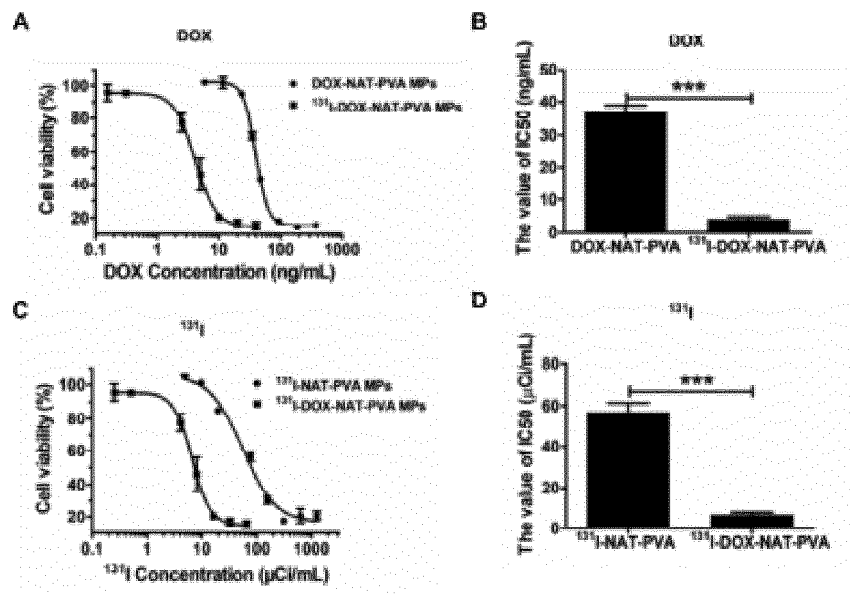 A
DOX
Cell viability (%)
100
80
60
40
20
0.1
1
10
100
1000
DOX Concentration (ng/mL)
DOX-NAT-PVA MPs
¹³¹I-DOX-NAT-PVA MPs
B
DOX
The value of IC50 (ng/mL)
50
40
30
20
10
0
***
DOX-NAT-PVA
¹³¹I-DOX-NAT-PVA
C
¹³¹I
Cell viability (%)
100
80
60
40
20
0.1
1
10
100
1000
¹³¹I Concentration (μCi/mL)
¹³¹I-NAT-PVA MPs
¹³¹I-DOX-NAT-PVA MPs
D
¹³¹I
The value of IC50 (μCi/mL)
80
60
40
20
0
***
¹³¹I-NAT-PVA
¹³¹I-DOX-NAT-PVA